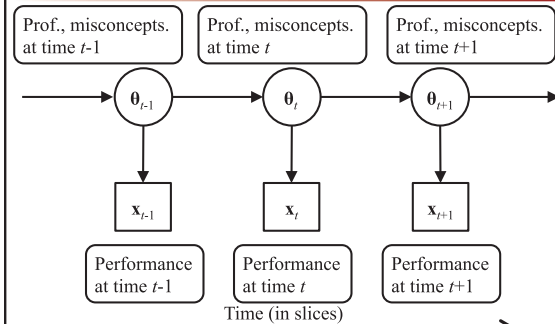 Prof., misconcepts. at time t-1
Prof., misconcepts. at time t
Prof., misconcepts. at time t+1
θt-1
θt
θt+1
xt-1
xt
xt+1
Performance at time t-1
Performance at time t
Performance at time t+1
Time (in slices)